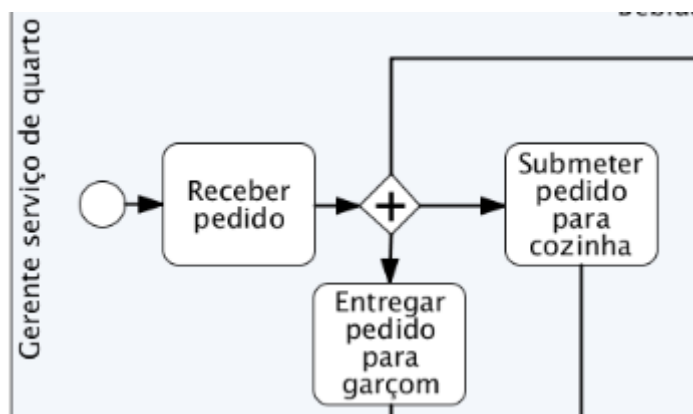 Gerente serviço de quarto
Receber
pedido
Submeter
pedido
para
cozinha
Entregar
pedido
para
garçom